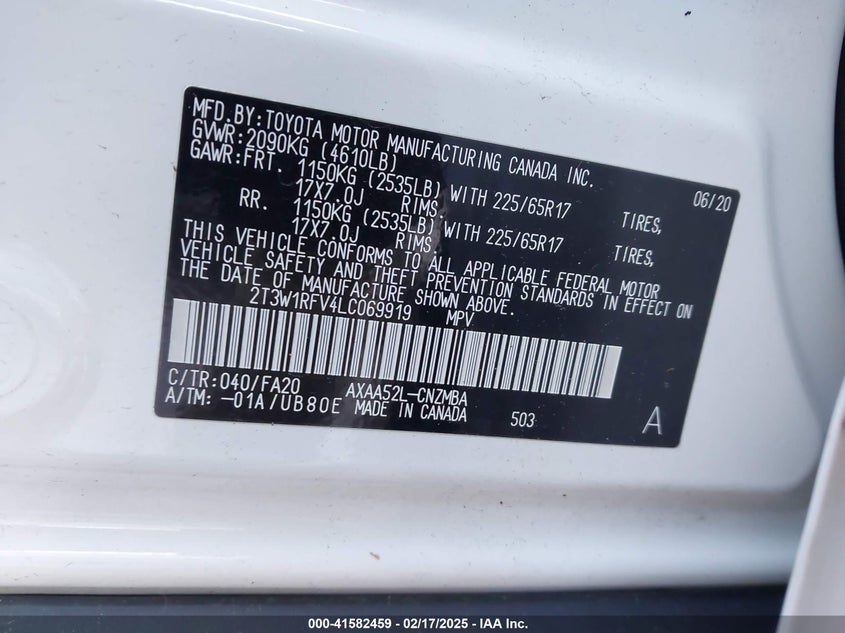 MFD.BY:TOYOTA MOTOR MANUFACTURING CANADA INC.
GVWR:2090KG (4610LB) 06/20
GAWR:FRT. 1150KG (2535LB) WITH 225/65R17 TIRES,
17X7.0J RIMS,
RR. 1150KG (2535LB) WITH 225/65R17 TIRES,
17X7.0J RIMS,
THIS VEHICLE CONFORMS TO ALL APPLICABLE FEDERAL MOTOR
VEHICLE SAFETY AND THEFT PREVENTION STANDARDS IN EFFECT ON
THE DATE OF MANUFACTURE SHOWN ABOVE.
2T3W1RFV4LC069919 MPV
C/TR:040/FA20 AXAA52L-CNZMBA
A/TM: -01A/UB80E MADE IN CANADA 503 A
000-41582459 - 02/17/2025 - IAA Inc.